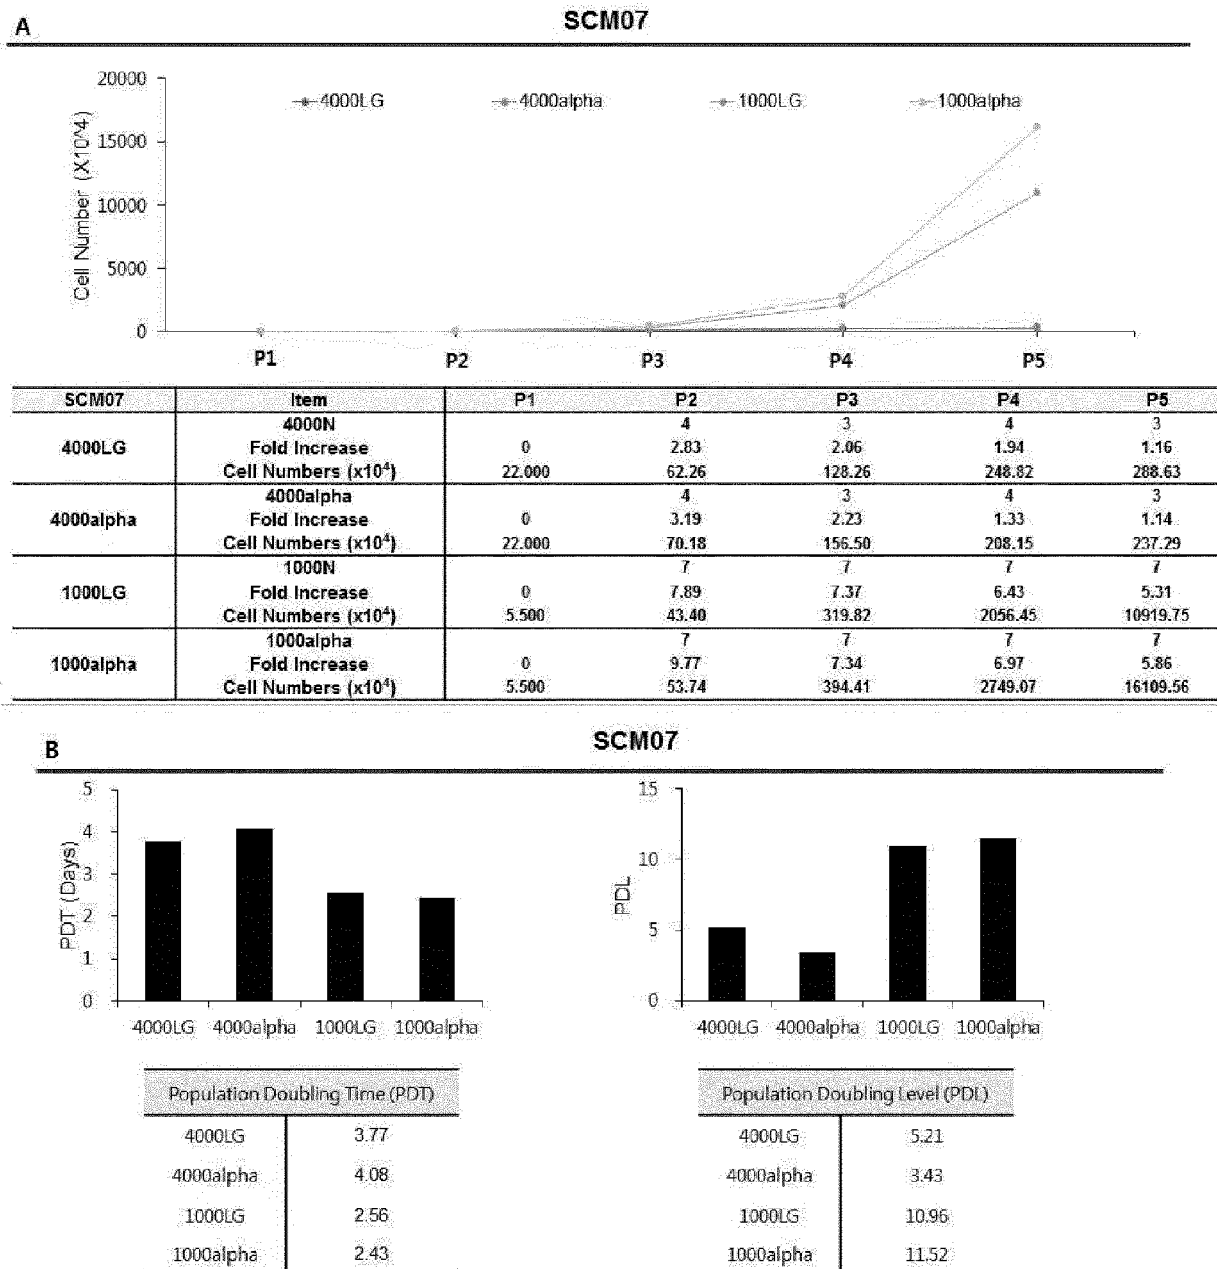 A
SCM07
20000
15000
10000
5000
0
Cell Number (X10^4)
4000LG 4000alpha 1000LG 1000alpha
P1 P2 P3 P4 P5
SCM07 Item P1 P2 P3 P4 P5
4000LG
4000N 4 3 4 3
Fold Increase 0 2.83 2.06 1.94 1.16
Cell Numbers (x10⁴) 22.000 62.26 128.26 248.82 288.63
4000alpha
4000alpha 4 3 4 3
Fold Increase 0 3.19 2.23 1.33 1.14
Cell Numbers (x10⁴) 22.000 70.18 156.50 208.15 237.29
1000LG
1000N 7 7 7 7
Fold Increase 0 7.89 7.37 6.43 5.31
Cell Numbers (x10⁴) 5.500 43.40 319.82 2056.45 10919.75
1000alpha
1000alpha 7 7 7 7
Fold Increase 0 9.77 7.34 6.97 5.86
Cell Numbers (x10⁴) 5.500 53.74 394.41 2749.07 16109.56
B
SCM07
5
4
3
2
1
0
PDT (Days)
4000LG 4000alpha 1000LG 1000alpha
15
10
5
0
PDL
4000LG 4000alpha 1000LG 1000alpha
Population Doubling Time (PDT)
4000LG 3.77
4000alpha 4.08
1000LG 2.56
1000alpha 2.43
Population Doubling Level (PDL)
4000LG 5.21
4000alpha 3.43
1000LG 10.96
1000alpha 11.52